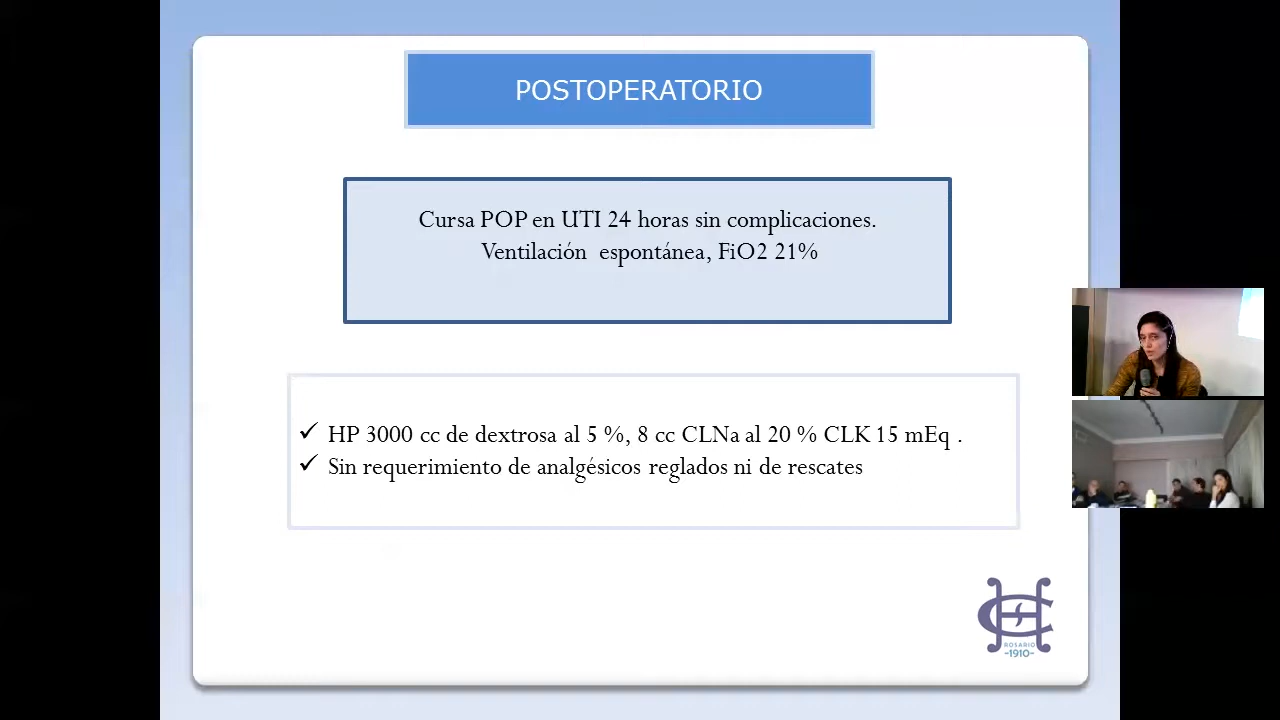 POSTOPERATORIO
Cursa POP en UTI 24 horas sin complicaciones.
Ventilación espontánea, FiO2 21%
HP 3000 cc de dextrosa al 5 %, 8 cc CLNa al 20 % CLK 15 mEq .
Sin requerimiento de analgésicos reglados ni de rescates
ROSARIO
-1910-